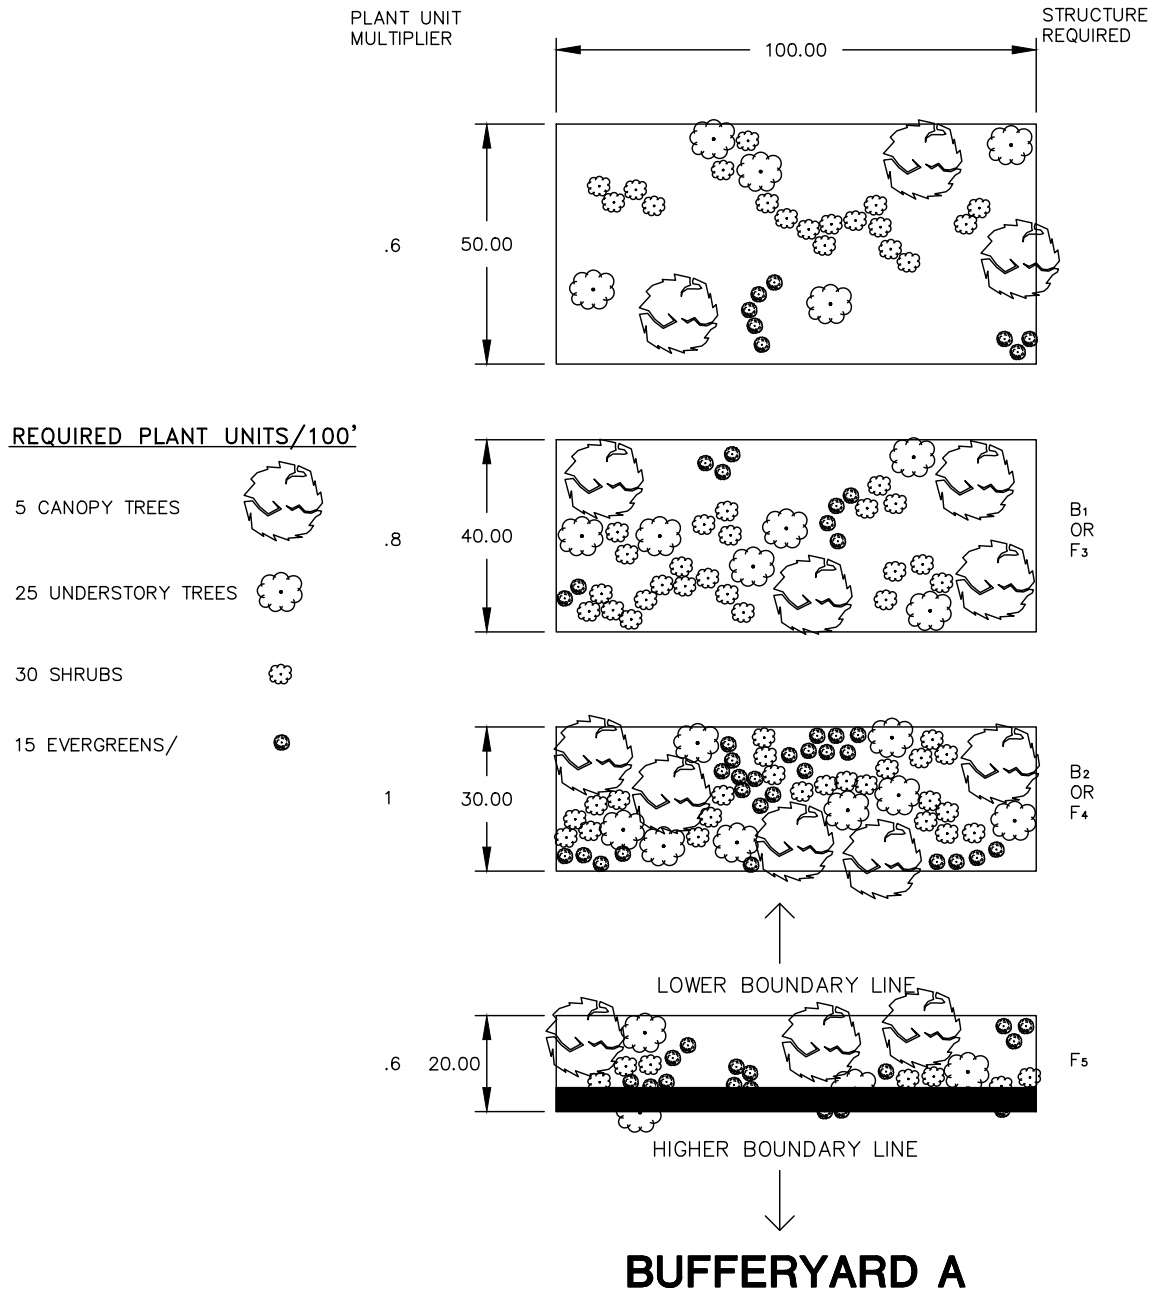 PLANT UNIT
MULTIPLIER
STRUCTURE
REQUIRED
100.00
.6
50.00
REQUIRED PLANT UNITS/100'
5 CANOPY TREES
25 UNDERSTORY TREES
30 SHRUBS
15 EVERGREENS/
.8
40.00
B1
OR
F3
1
30.00
B2
OR
F4
LOWER BOUNDARY LINE
.6
20.00
F5
HIGHER BOUNDARY LINE
BUFFERYARD A